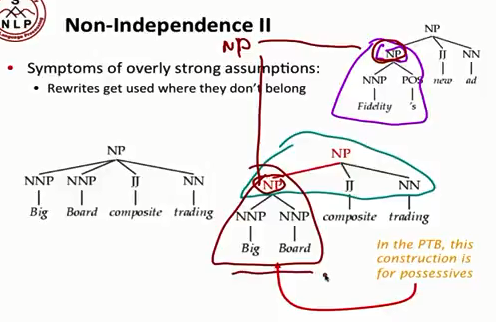 S
NLP
Non-Independence II
NP
• Symptoms of overly strong assumptions:
• Rewrites get used where they don't belong
NP
NP JJ NN
NNP POS new ad
Fidelity 's
NP
NNP NNP JJ NN
Big Board composite trading
NP
NP JJ NN
NNP NNP composite trading
Big Board
In the PTB, this
construction is
for possessives